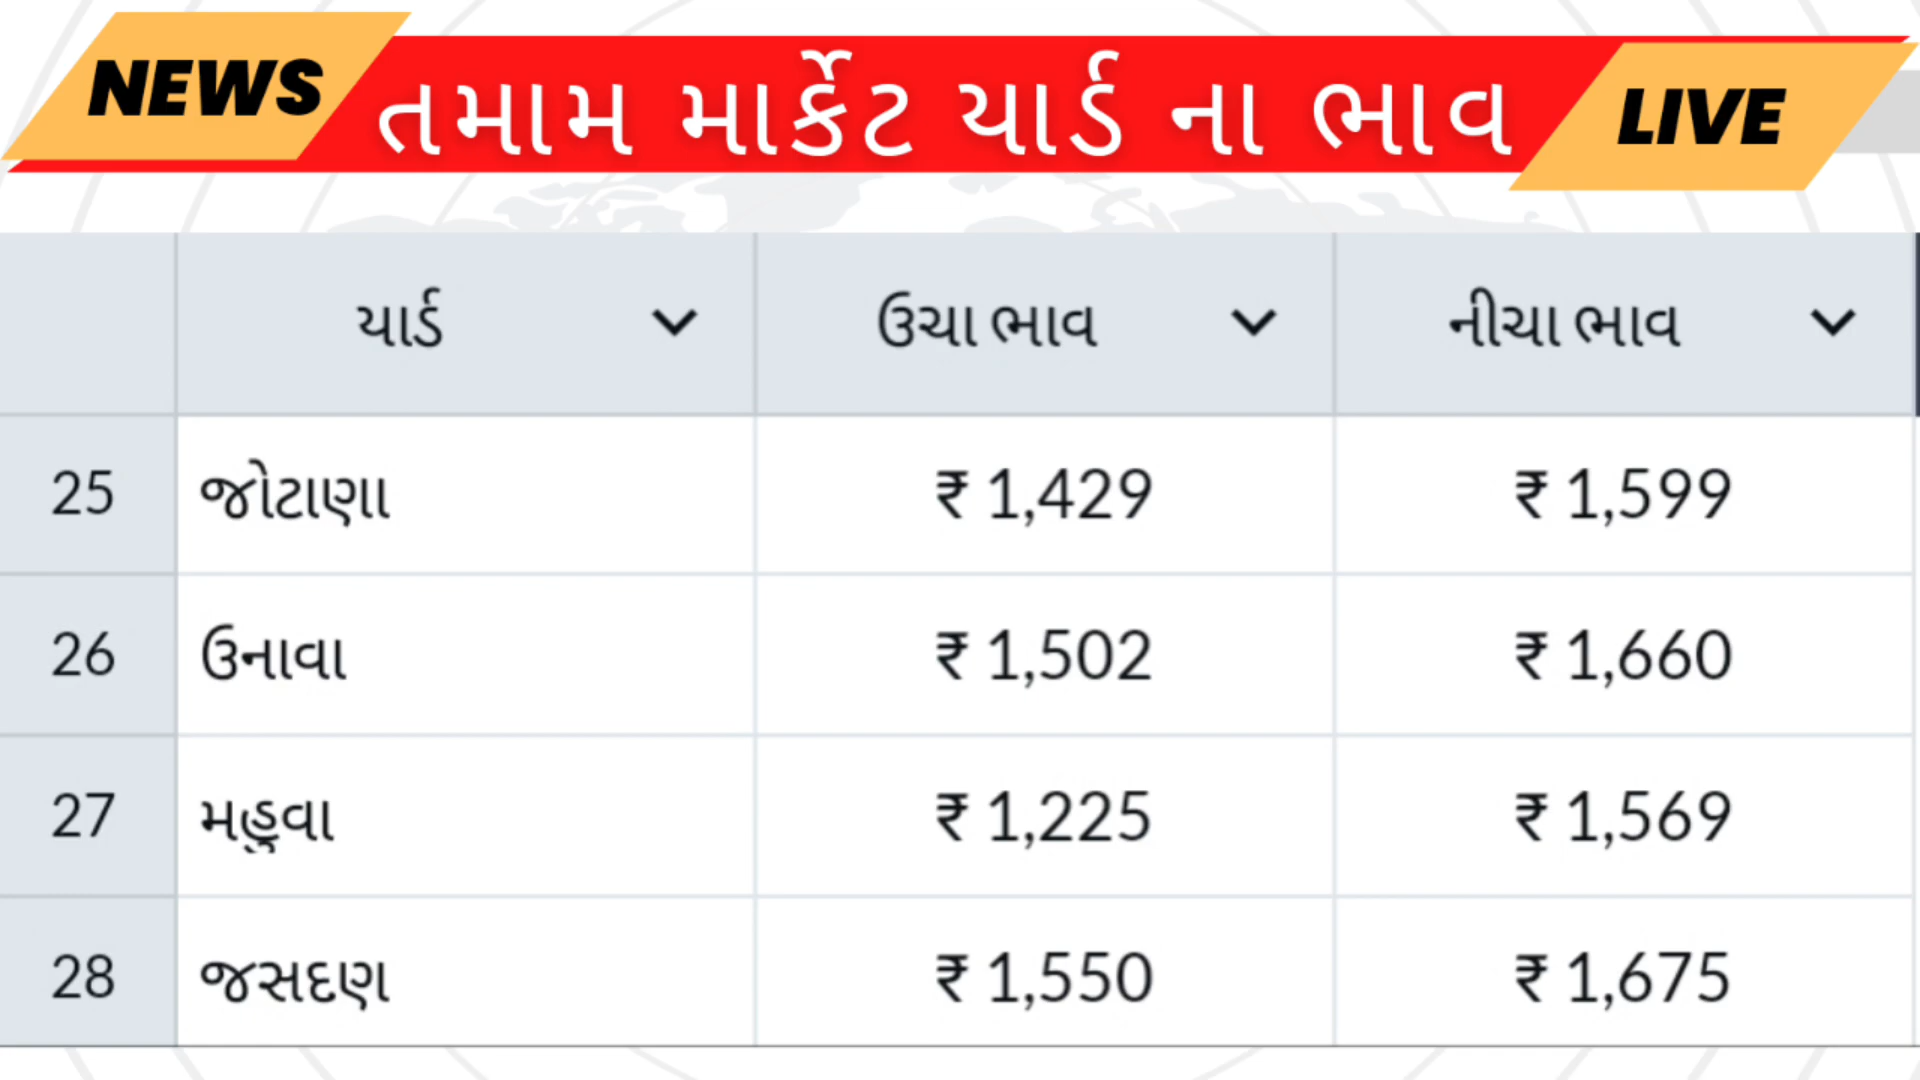 NEWS તમામ માર્કેટ યાર્ડ ના ભાવ LIVE
યાર્ડ ઉચા ભાવ નીચા ભાવ
25 જોટાણા ₹ 1,429 ₹ 1,599
26 ઉનાવા ₹ 1,502 ₹ 1,660
27 મહુવા ₹ 1,225 ₹ 1,569
28 જસદણ ₹ 1,550 ₹ 1,675